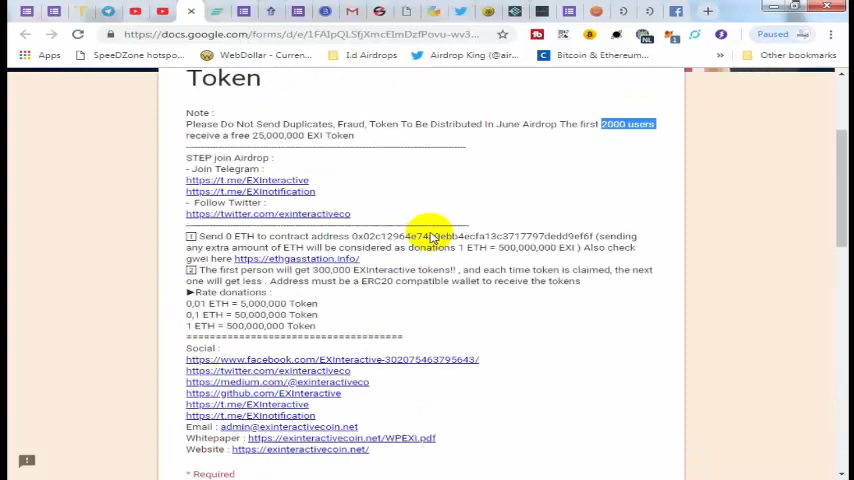 https://docs.google.com/forms/d/e/1FAIpQLSfjXmcElmDzfPovu-wv3...
Paused
Apps
SpeeDZone hotspo...
WebDollar - Curren...
I.d Airdrops
Airdrop King (@air...
Bitcoin & Ethereum...
Other bookmarks
Token
Note :
Please Do Not Send Duplicates, Fraud, Token To Be Distributed In June Airdrop The first 2000 users
receive a free 25,000,000 EXI Token
STEP join Airdrop :
- Join Telegram :
https://t.me/EXInteractive
https://t.me/EXInotification
- Follow Twitter :
https://twitter.com/exinteractiveco
1 Send 0 ETH to contract address (sending
any extra amount of ETH will be considered as donations 1 ETH = 500,000,000 EXI ) Also check
gwei here https://ethgasstation.info/
2 The first person will get 300,000 EXInteractive tokens!! , and each time token is claimed, the next
one will get less . Address must be a ERC20 compatible wallet to receive the tokens
►Rate donations :
0,01 ETH = 5,000,000 Token
0,1 ETH = 50,000,000 Token
1 ETH = 500,000,000 Token
====================================
Social :
https://www.facebook.com/EXInteractive-302075463795643/
https://twitter.com/exinteractiveco
https://medium.com/@exinteractiveco
https://github.com/EXInteractive
https://t.me/EXInteractive
https://t.me/EXInotification
Email : admin@exinteractivecoin.net
Whitepaper : https://exinteractivecoin.net/WPEXI.pdf
Website : https://exinteractivecoin.net/
* Required